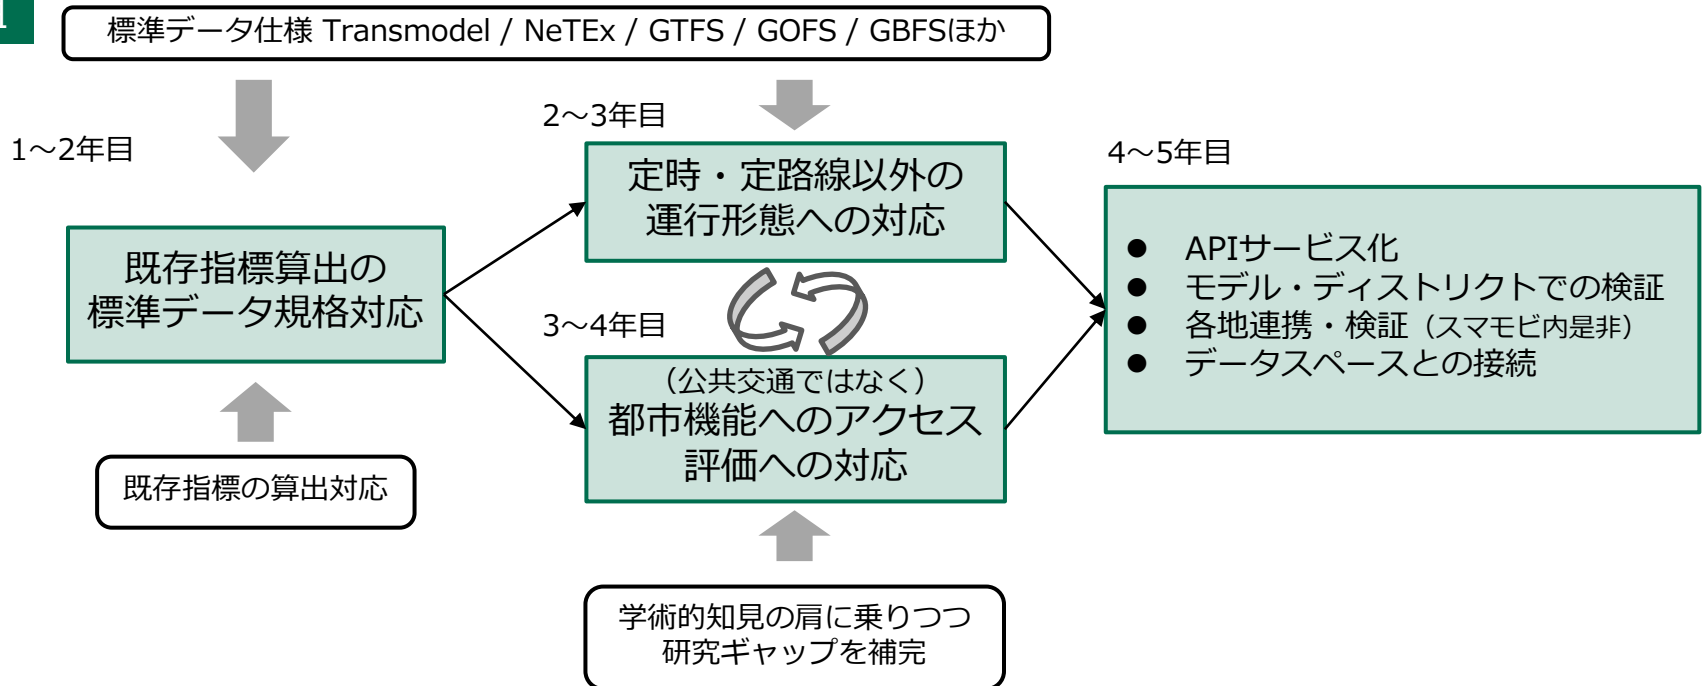 標準データ仕様 Transmodel / NeTEx / GTFS / GOFS / GBFSほか
1～2年目
既存指標算出の
標準データ規格対応
既存指標の算出対応
2～3年目
定時・定路線以外の
運行形態への対応
3～4年目
（公共交通ではなく）
都市機能へのアクセス
評価への対応
学術的知見の肩に乗りつつ
研究ギャップを補完
4～5年目
● APIサービス化
● モデル・ディストリクトでの検証
● 各地連携・検証（スマモビ内是非）
● データスペースとの接続